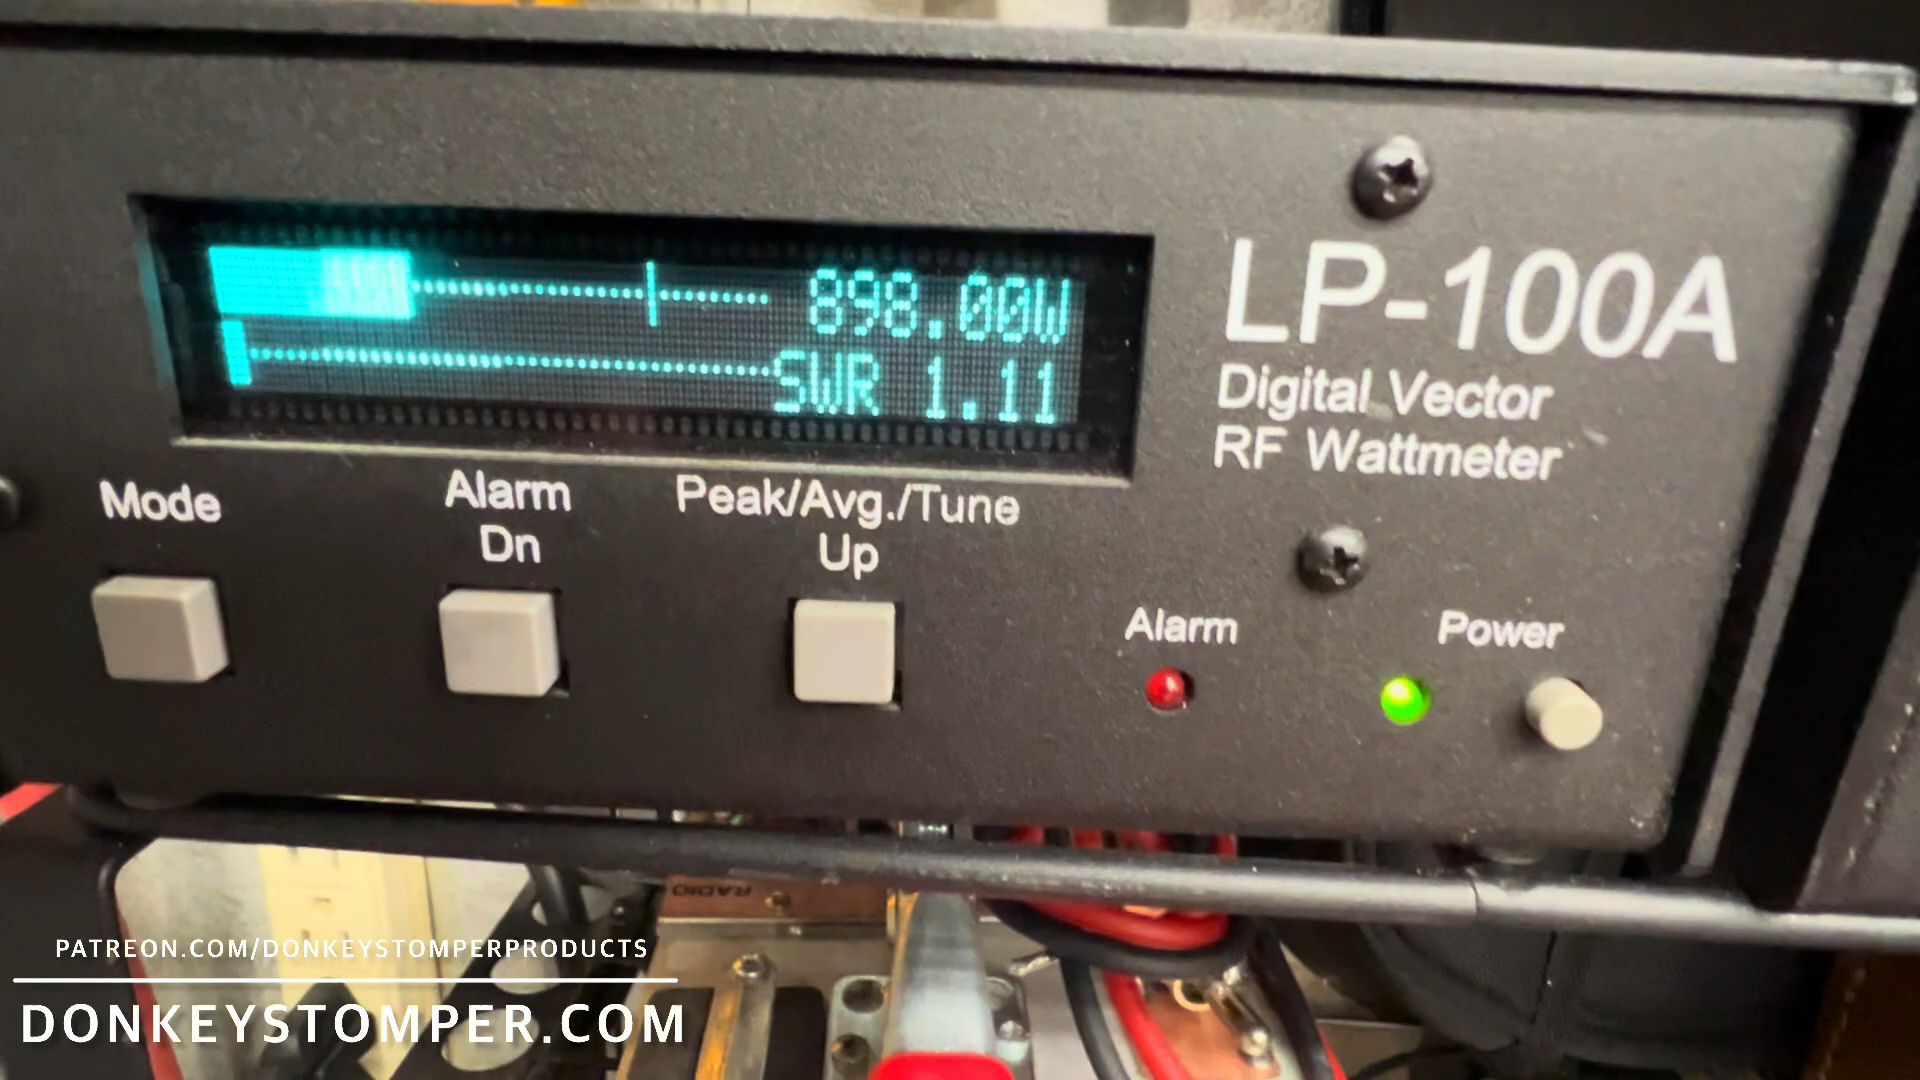 898.00W
SWR 1.11
LP-100A
Digital Vector
RF Wattmeter
Mode
Alarm
Dn
Peak/Avg./Tune
Up
Alarm
Power
RADIO
PATREON.COM/DONKEYSTOMPERPRODUCTS
DONKEYSTOMPER.COM